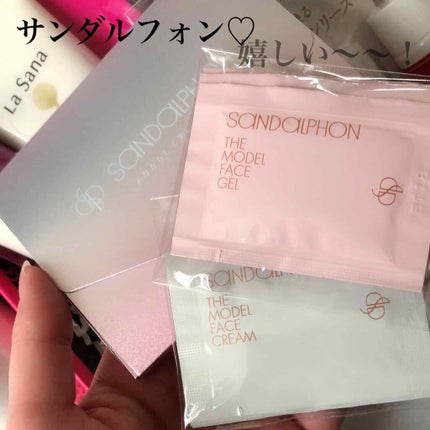 サンダルフォン♡
嬉しい〜〜！
La Sana
SANDALPHON
SANDALPHON
THE
MODEL
FACE
GEL
SANDALPHON
THE
MODEL
FACE
CREAM